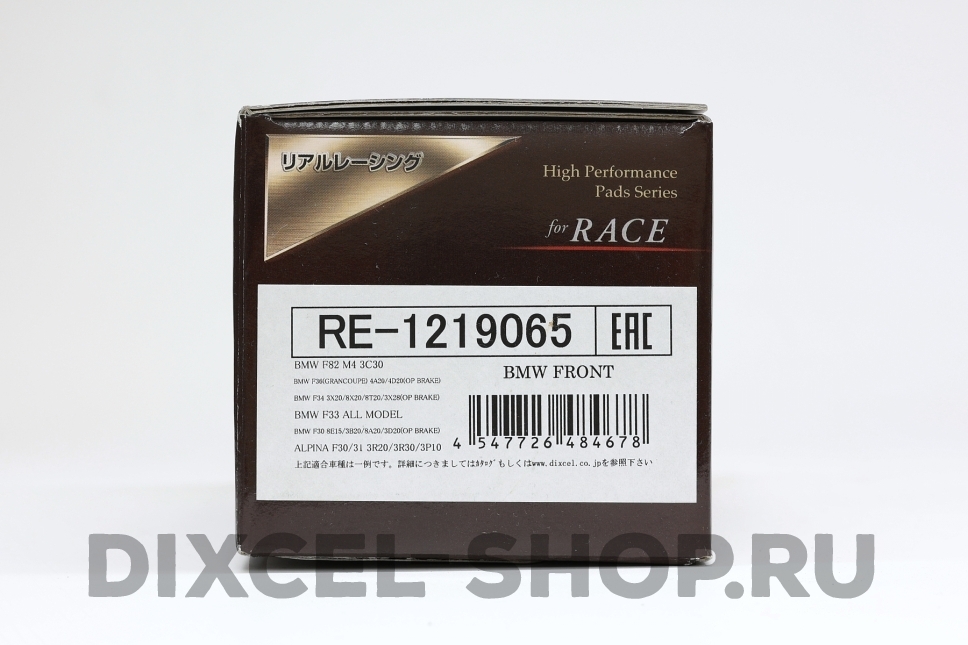 リアルレーシング
High Performance
Pads Series
for RACE
RE-1219065
EAC
BMW F82 M4 3C30
BMW FRONT
BMW F36(GRANCOUPE) 4A20/4D20(OP BRAKE)
BMW F34 3X20/8X20/8T20/3X28(OP BRAKE)
BMW F33 ALL MODEL
BMW F30 8E15/3B20/8A20/3D20(OP BRAKE)
ALPINA F30/31 3R20/3R30/3P10
4 547726 484678
上記適合車種は一例です。詳細につきましてはｶﾀﾛｸﾞもしくはwww.dixcel.co.jpを参照下さい
DIXCEL SHOP.RU